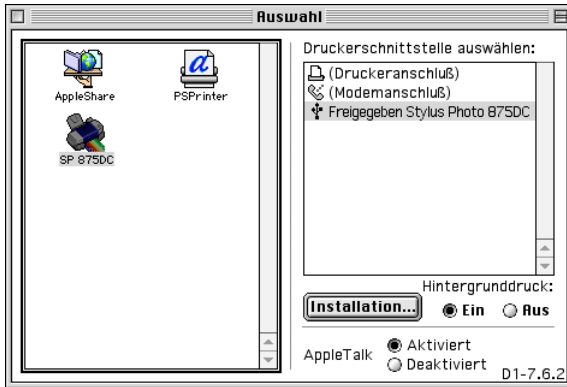 Auswahl
AppleShare
PSPrinter
SP 875DC
Druckerschnittstelle auswählen:
(Druckeranschluß)
(Modemanschluß)
Freigegeben Stylus Photo 875DC
Hintergrunddruck:
Installation... Ein Aus
AppleTalk Aktiviert
Deaktiviert
D1-7.6.2